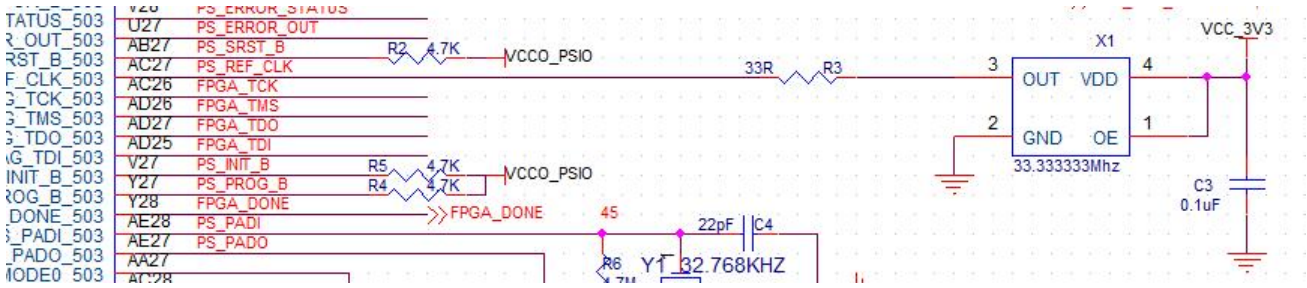 PS_ERROR_STATUS
TATUS_503 U27 PS_ERROR_OUT
R_OUT_503 AB27 PS_SRST_B R2 4.7K VCCO_PSIO
RST_B_503 AC27 PS_REF_CLK 33R R3
F_CLK_503 AC26 FPGA_TCK
G_TCK_503 AD26 FPGA_TMS
G_TMS_503 AD27 FPGA_TDO
G_TDO_503 AD25 FPGA_TDI
AG_TDI_503 V27 PS_INIT_B R5 4.7K VCCO_PSIO
INIT_B_503 Y27 PS_PROG_B R4 4.7K
ROG_B_503 Y28 FPGA_DONE FPGA_DONE 45
DONE_503 AE28 PS_PADI 22pF C4
PADI_503 AE27 PS_PADO
_PADO_503 AA27 R6 Y1 32.768KHZ
MODE0_503 AC28
VCC_3V3
X1
3 OUT VDD 4
2 GND OE 1
33.333333Mhz
C3
0.1uF